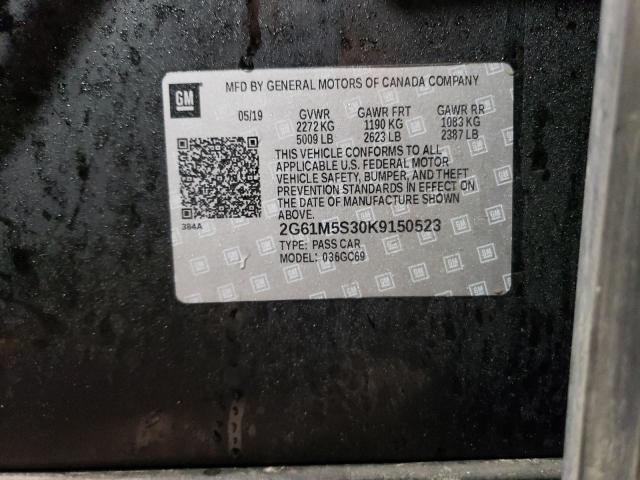 GM MFD BY GENERAL MOTORS OF CANADA COMPANY
05/19 GVWR GAWR FRT GAWR RR
2272 KG 1190 KG 1083 KG
5009 LB 2623 LB 2387 LB
THIS VEHICLE CONFORMS TO ALL
APPLICABLE U.S. FEDERAL MOTOR
VEHICLE SAFETY, BUMPER, AND THEFT
PREVENTION STANDARDS IN EFFECT ON
THE DATE OF MANUFACTURE SHOWN
ABOVE.
384A
2G61M5S30K9150523
TYPE: PASS CAR
MODEL: 036GC69